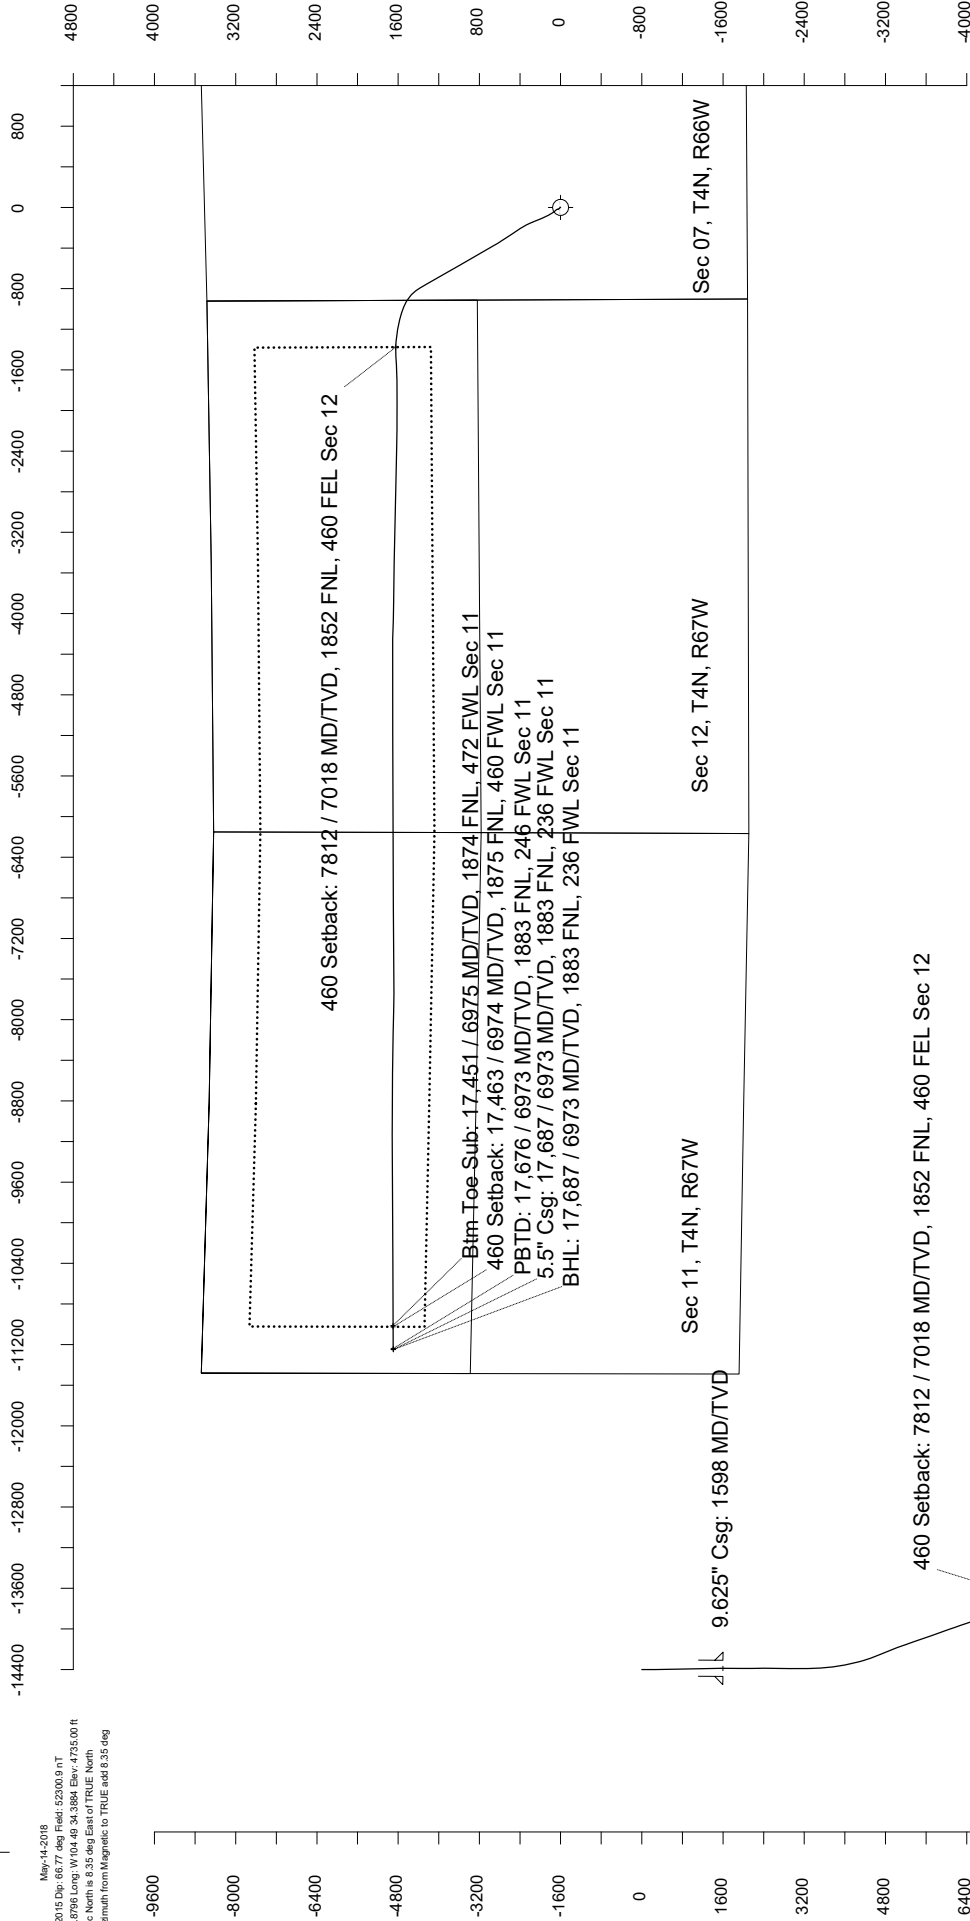 4800
4000
3200
2400
1600
800
0
-800
-1600
-2400
-3200
-4000
800
0
-800
-1600
-2400
-3200
-4000
-4800
-5600
-6400
-7200
-8000
-8800
-9600
-10400
-11200
-12000
-12800
-13600
-14400
Sec 07, T4N, R66W
Sec 12, T4N, R67W
Sec 11, T4N, R67W
460 Setback: 7812 / 7018 MD/TVD, 1852 FNL, 460 FEL Sec 12
Btm Toe Sub: 17,451 / 6975 MD/TVD, 1874 FNL, 472 FWL Sec 11
460 Setback: 17,463 / 6974 MD/TVD, 1875 FNL, 460 FWL Sec 11
PBTD: 17,676 / 6973 MD/TVD, 1883 FNL, 246 FWL Sec 11
5.5" Csg: 17,687 / 6973 MD/TVD, 1883 FNL, 236 FWL Sec 11
BHL: 17,687 / 6973 MD/TVD, 1883 FNL, 236 FWL Sec 11
9.625" Csg: 1598 MD/TVD
460 Setback: 7812 / 7018 MD/TVD, 1852 FNL, 460 FEL Sec 12
May-14-2018
2015 Dip: 66.77 deg Field: 52300.9 nT
.8796 Long: W 104 49 34.3884 Elev: 4735.00 ft
c North is 8.35 deg East of TRUE North
zimuth from Magnetic to TRUE add 8.35 deg
-9600
-8000
-6400
-4800
-3200
-1600
0
1600
3200
4800
6400